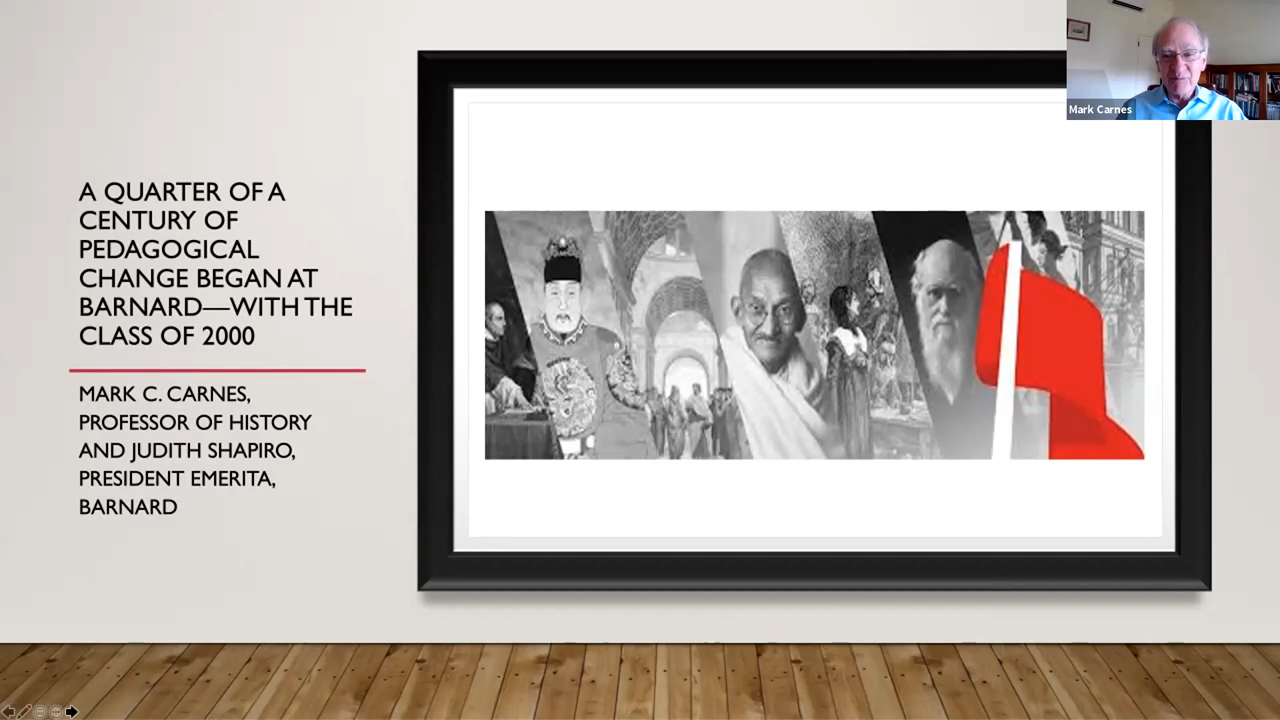 A QUARTER OF A
CENTURY OF
PEDAGOGICAL
CHANGE BEGAN AT
BARNARD—WITH THE
CLASS OF 2000
MARK C. CARNES,
PROFESSOR OF HISTORY
AND JUDITH SHAPIRO,
PRESIDENT EMERITA,
BARNARD
Mark Carnes